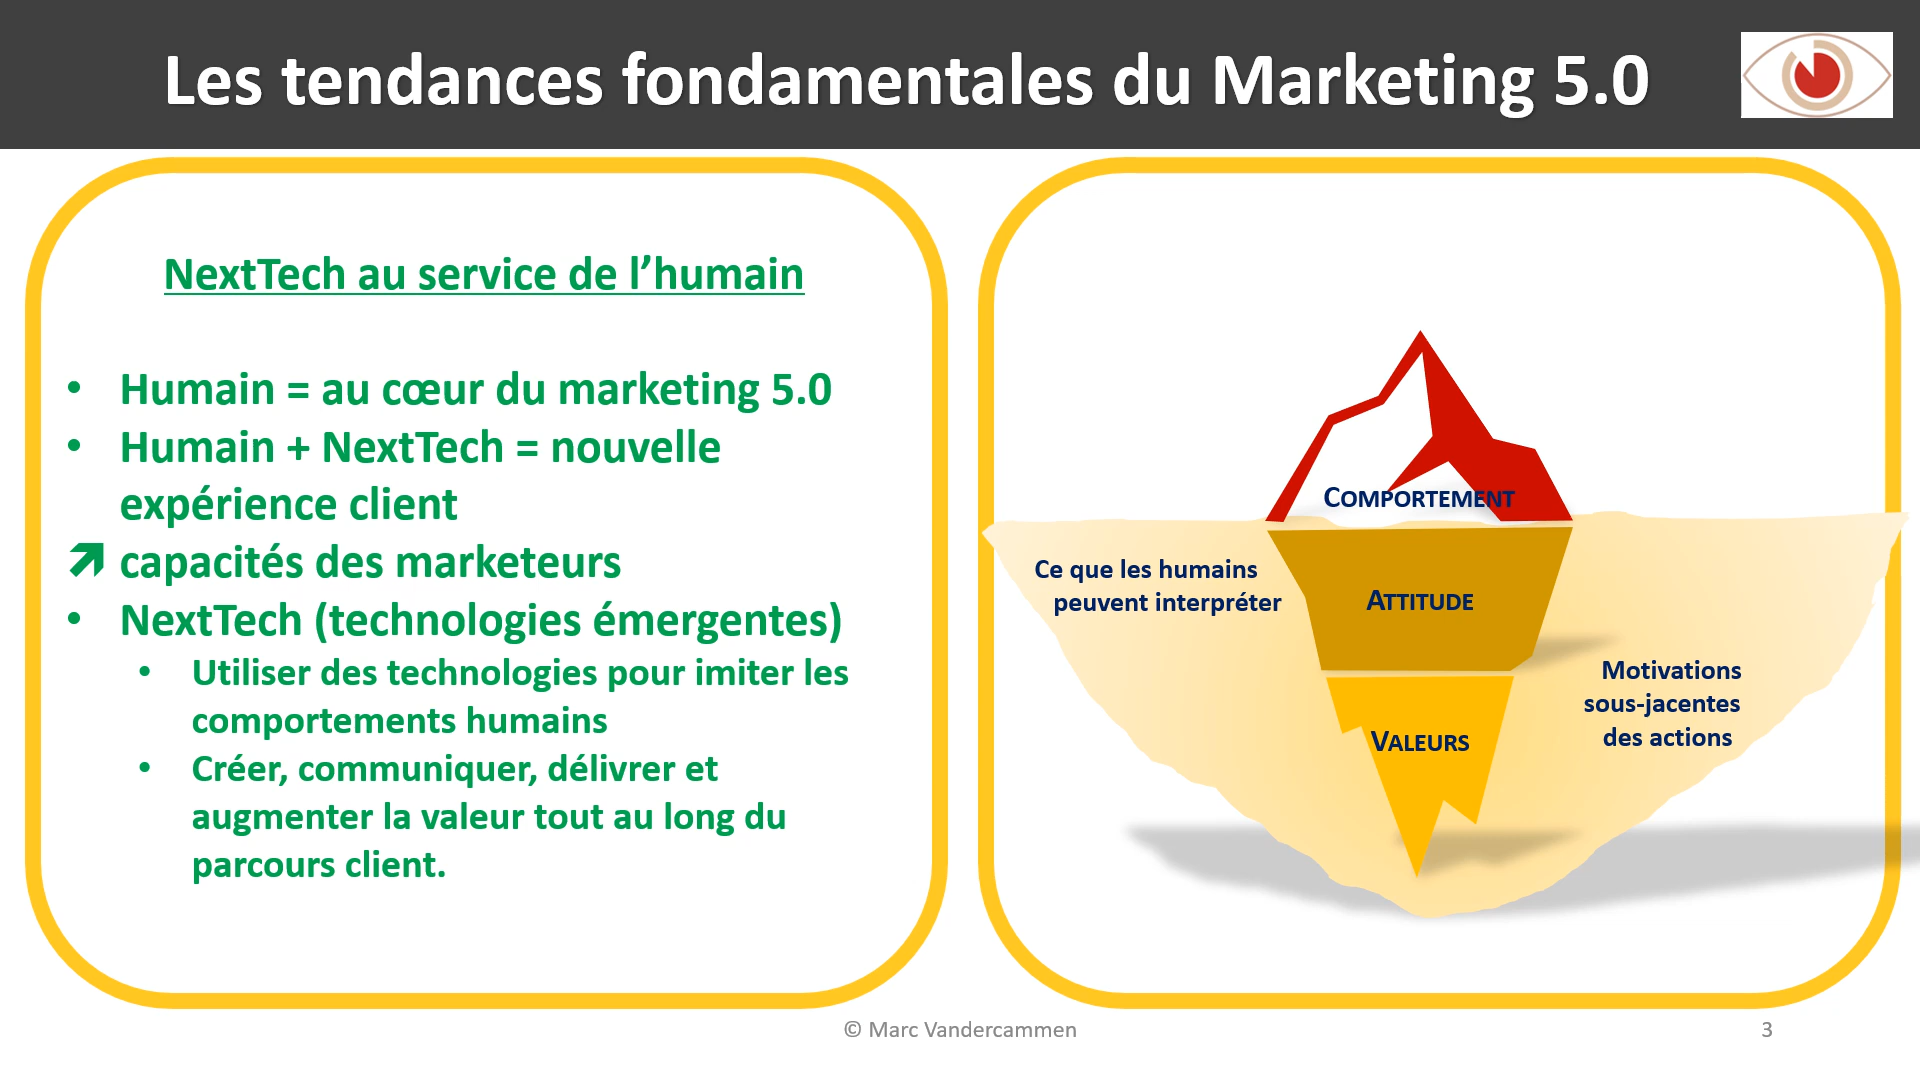 Les tendances fondamentales du Marketing 5.0
NextTech au service de l’humain
• Humain = au cœur du marketing 5.0
• Humain + NextTech = nouvelle
expérience client
↗ capacités des marketeurs
• NextTech (technologies émergentes)
• Utiliser des technologies pour imiter les
comportements humains
• Créer, communiquer, délivrer et
augmenter la valeur tout au long du
parcours client.
COMPORTEMENT
Ce que les humains
peuvent interpréter
ATTITUDE
Motivations
sous-jacentes
des actions
VALEURS
© Marc Vandercammen
3